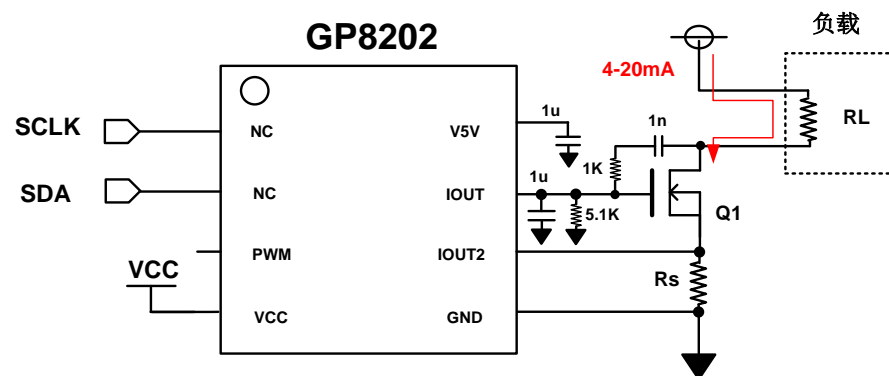 GP8202
负载
4-20mA
1u
1n
SCLK
NC
V5V
RL
1K
1u
SDA
NC
IOUT
5.1K
Q1
PWM
IOUT2
VCC
Rs
VCC
GND